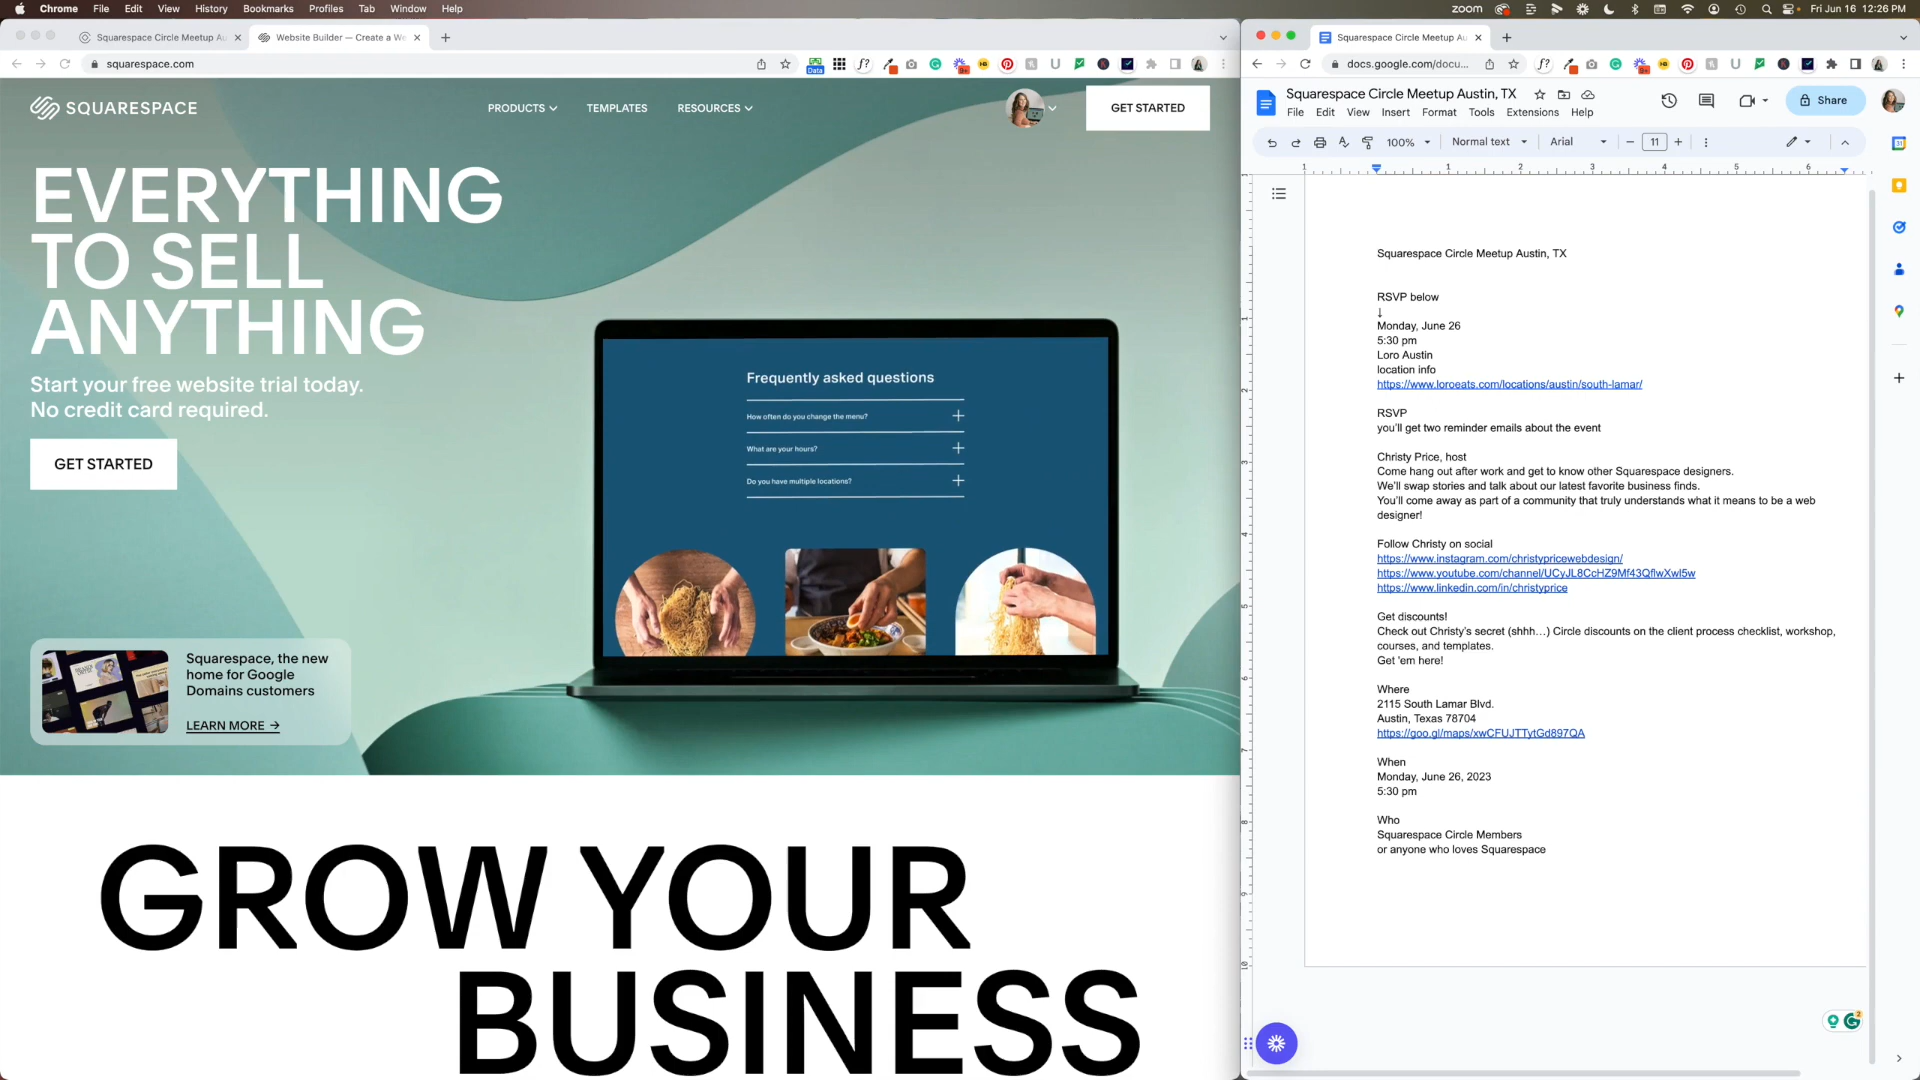 Chrome File Edit View History Bookmarks Profiles Tab Window Help
zoom Fri Jun 16 12:26 PM
Squarespace Circle Meetup Au
Website Builder — Create a We
squarespace.com
Data
SQUARESPACE
PRODUCTS
TEMPLATES
RESOURCES
GET STARTED
EVERYTHING
TO SELL
ANYTHING
Start your free website trial today.
No credit card required.
GET STARTED
Frequently asked questions
How often do you change the menu?
What are your hours?
Do you have multiple locations?
Squarespace, the new
home for Google
Domains customers
LEARN MORE →
GROW YOUR
BUSINESS
Squarespace Circle Meetup Au
docs.google.com/docu...
Squarespace Circle Meetup Austin, TX
File Edit View Insert Format Tools Extensions Help
Share
100% Normal text Arial 11
1 1 2 3 4 5 6
Squarespace Circle Meetup Austin, TX
RSVP below
↓
Monday, June 26
5:30 pm
Loro Austin
location info
https://www.loroeats.com/locations/austin/south-lamar/
RSVP
you'll get two reminder emails about the event
Christy Price, host
Come hang out after work and get to know other Squarespace designers.
We'll swap stories and talk about our latest favorite business finds.
You'll come away as part of a community that truly understands what it means to be a web
designer!
Follow Christy on social
https://www.instagram.com/christypricewebdesign/
https://www.youtube.com/channel/UCyJL8CcHZ9Mf43QflwXwI5w
https://www.linkedin.com/in/christyprice
Get discounts!
Check out Christy's secret (shhh…) Circle discounts on the client process checklist, workshop,
courses, and templates.
Get 'em here!
Where
2115 South Lamar Blvd.
Austin, Texas 78704
https://goo.gl/maps/xwCFUJTTytGd897QA
When
Monday, June 26, 2023
5:30 pm
Who
Squarespace Circle Members
or anyone who loves Squarespace